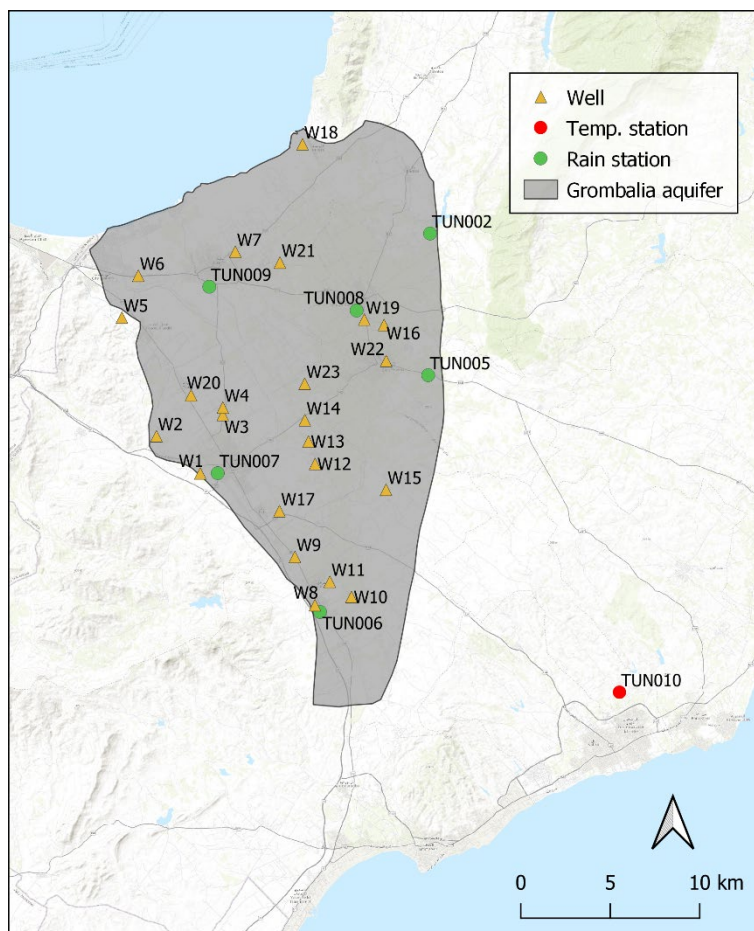 W18
Well
Temp. station
Rain station
Grombalia aquifer
TUN002
W7
W21
W6
TUN009
TUN008
W5
W19
W16
W22
TUN005
W23
W20
W4
W14
W3
W2
W13
W12
W1
TUN007
W15
W17
W9
W11
W10
W8
TUN006
TUN010
0 5 10 km